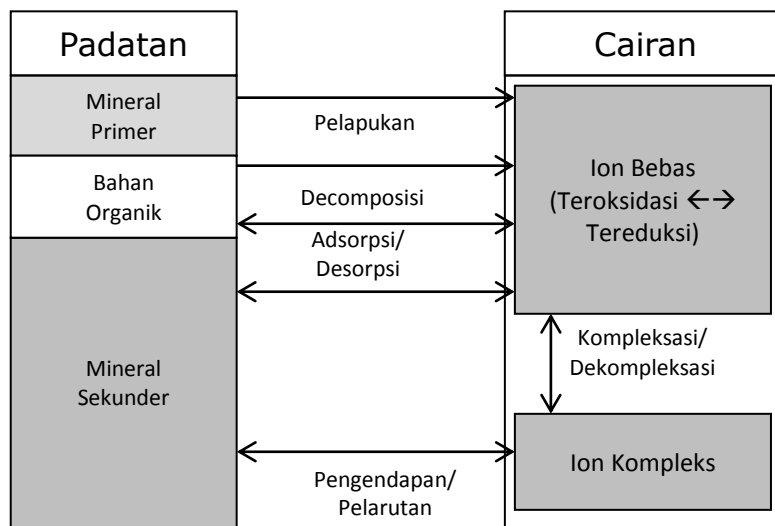 Padatan
Cairan
Mineral
Primer
Pelapukan
Bahan
Organik
Decomposisi
Adsorpsi/
Desorpsi
Ion Bebas
(Teroksidasi ←→
Tereduksi)
Kompleksasi/
Dekompleksasi
Mineral
Sekunder
Ion Kompleks
Pengendapan/
Pelarutan